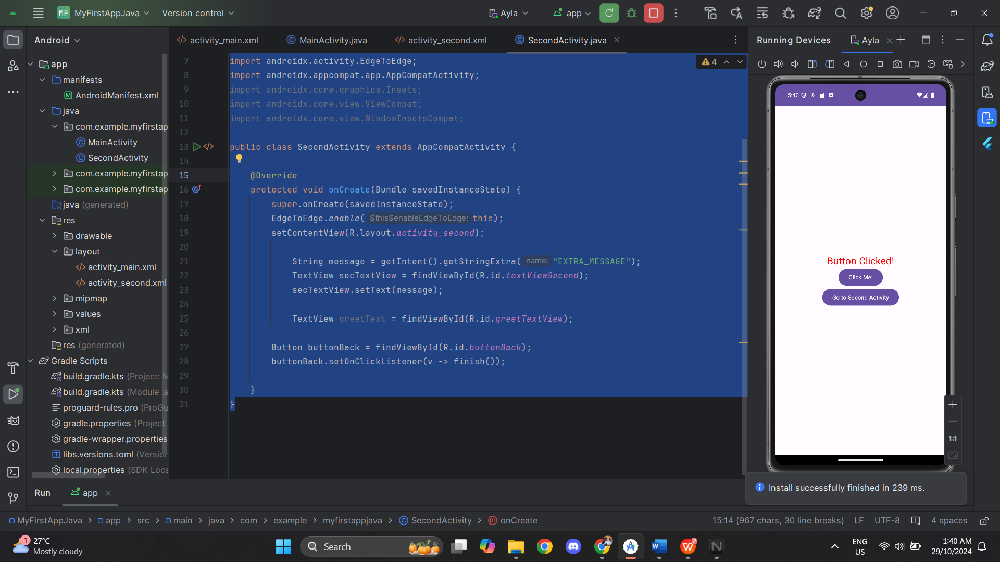 MF MyFirstAppJava Version control Ayla app
Android
activity_main.xml MainActivity.java activity_second.xml SecondActivity.java
Running Devices Ayla
app
manifests
AndroidManifest.xml
java
com.example.myfirstap
MainActivity
SecondActivity
com.example.myfirstap
com.example.myfirstap
java (generated)
res
drawable
layout
activity_main.xml
activity_second.xml
mipmap
values
xml
res (generated)
Gradle Scripts
build.gradle.kts (Project: M
build.gradle.kts (Module :a
proguard-rules.pro (ProGu
gradle.properties (Project
gradle-wrapper.properties
libs.versions.toml (Version
local.properties (SDK Loca
4
7 import androidx.activity.EdgeToEdge;
8 import androidx.appcompat.app.AppCompatActivity;
9 import androidx.core.graphics.Insets;
10 import androidx.core.view.ViewCompat;
11 import androidx.core.view.WindowInsetsCompat;
12
13 public class SecondActivity extends AppCompatActivity {
14
15 @Override
16 protected void onCreate(Bundle savedInstanceState) {
17 super.onCreate(savedInstanceState);
18 EdgeToEdge.enable( $this$enableEdgeToEdge: this);
19 setContentView(R.layout.activity_second);
20
21 String message = getIntent().getStringExtra( name: "EXTRA_MESSAGE");
22 TextView secTextView = findViewById(R.id.textViewSecond);
23 secTextView.setText(message);
24
25 TextView greetText = findViewById(R.id.greetTextView);
26
27 Button buttonBack = findViewById(R.id.buttonBack);
28 buttonBack.setOnClickListener(v -> finish());
29
30 }
31 }
5:40
Button Clicked!
Click Me!
Go to Second Activity
1:1
Run app
Install successfully finished in 239 ms.
MyFirstAppJava > app > src > main > java > com > example > myfirstappjava > SecondActivity > onCreate
15:14 (967 chars, 30 line breaks) LF UTF-8 4 spaces
1 27°C
Mostly cloudy
Search
ENG
US
1:40 AM
29/10/2024